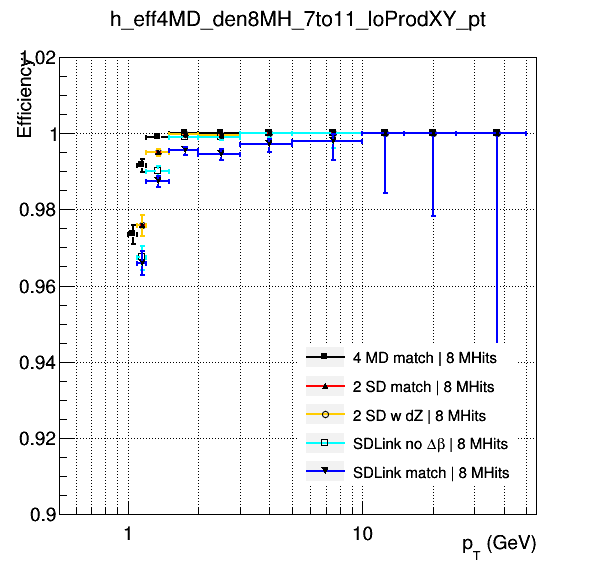 h_eff4MD_den8MH_7to11_loProdXY_pt
Efficiency
1.02
1
0.98
0.96
0.94
0.92
0.9
4 MD match | 8 MHits
2 SD match | 8 MHits
2 SD w dZ | 8 MHits
SDLink no Δβ | 8 MHits
SDLink match | 8 MHits
1
10
p_T (GeV)